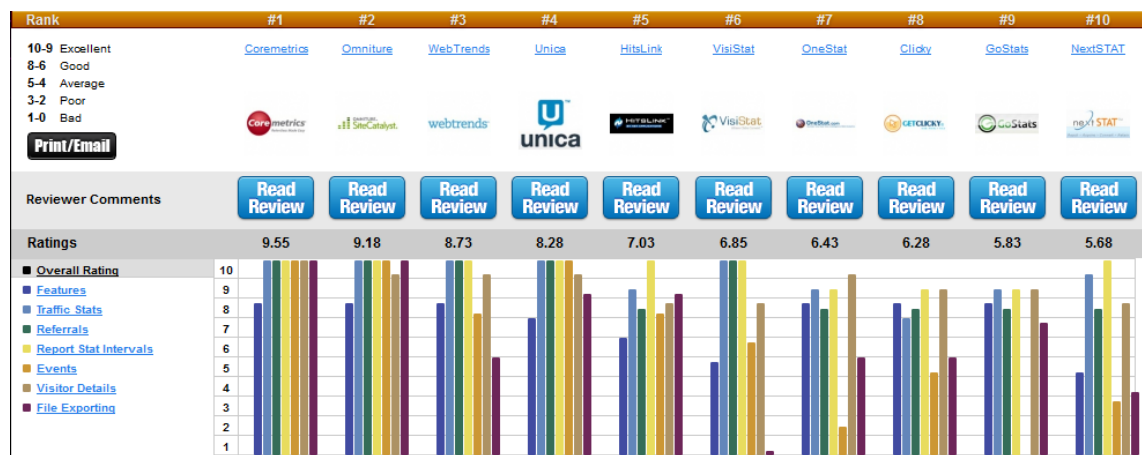 Rank #1 #2 #3 #4 #5 #6 #7 #8 #9 #10
10-9 Excellent
8-6 Good
5-4 Average
3-2 Poor
1-0 Bad
Print/Email
Coremetrics Omniture WebTrends Unica HitsLink VisiStat OneStat Clicky GoStats NextSTAT
Coremetrics
SiteCatalyst.
webtrends
unica
HITSLINK
VisiStat
OneStat.com
GETCLICKY
GoStats
next STAT
Reviewer Comments Read Review Read Review Read Review Read Review Read Review Read Review Read Review Read Review Read Review Read Review
Ratings 9.55 9.18 8.73 8.28 7.03 6.85 6.43 6.28 5.83 5.68
Overall Rating
Features
Traffic Stats
Referrals
Report Stat Intervals
Events
Visitor Details
File Exporting
10
9
8
7
6
5
4
3
2
1